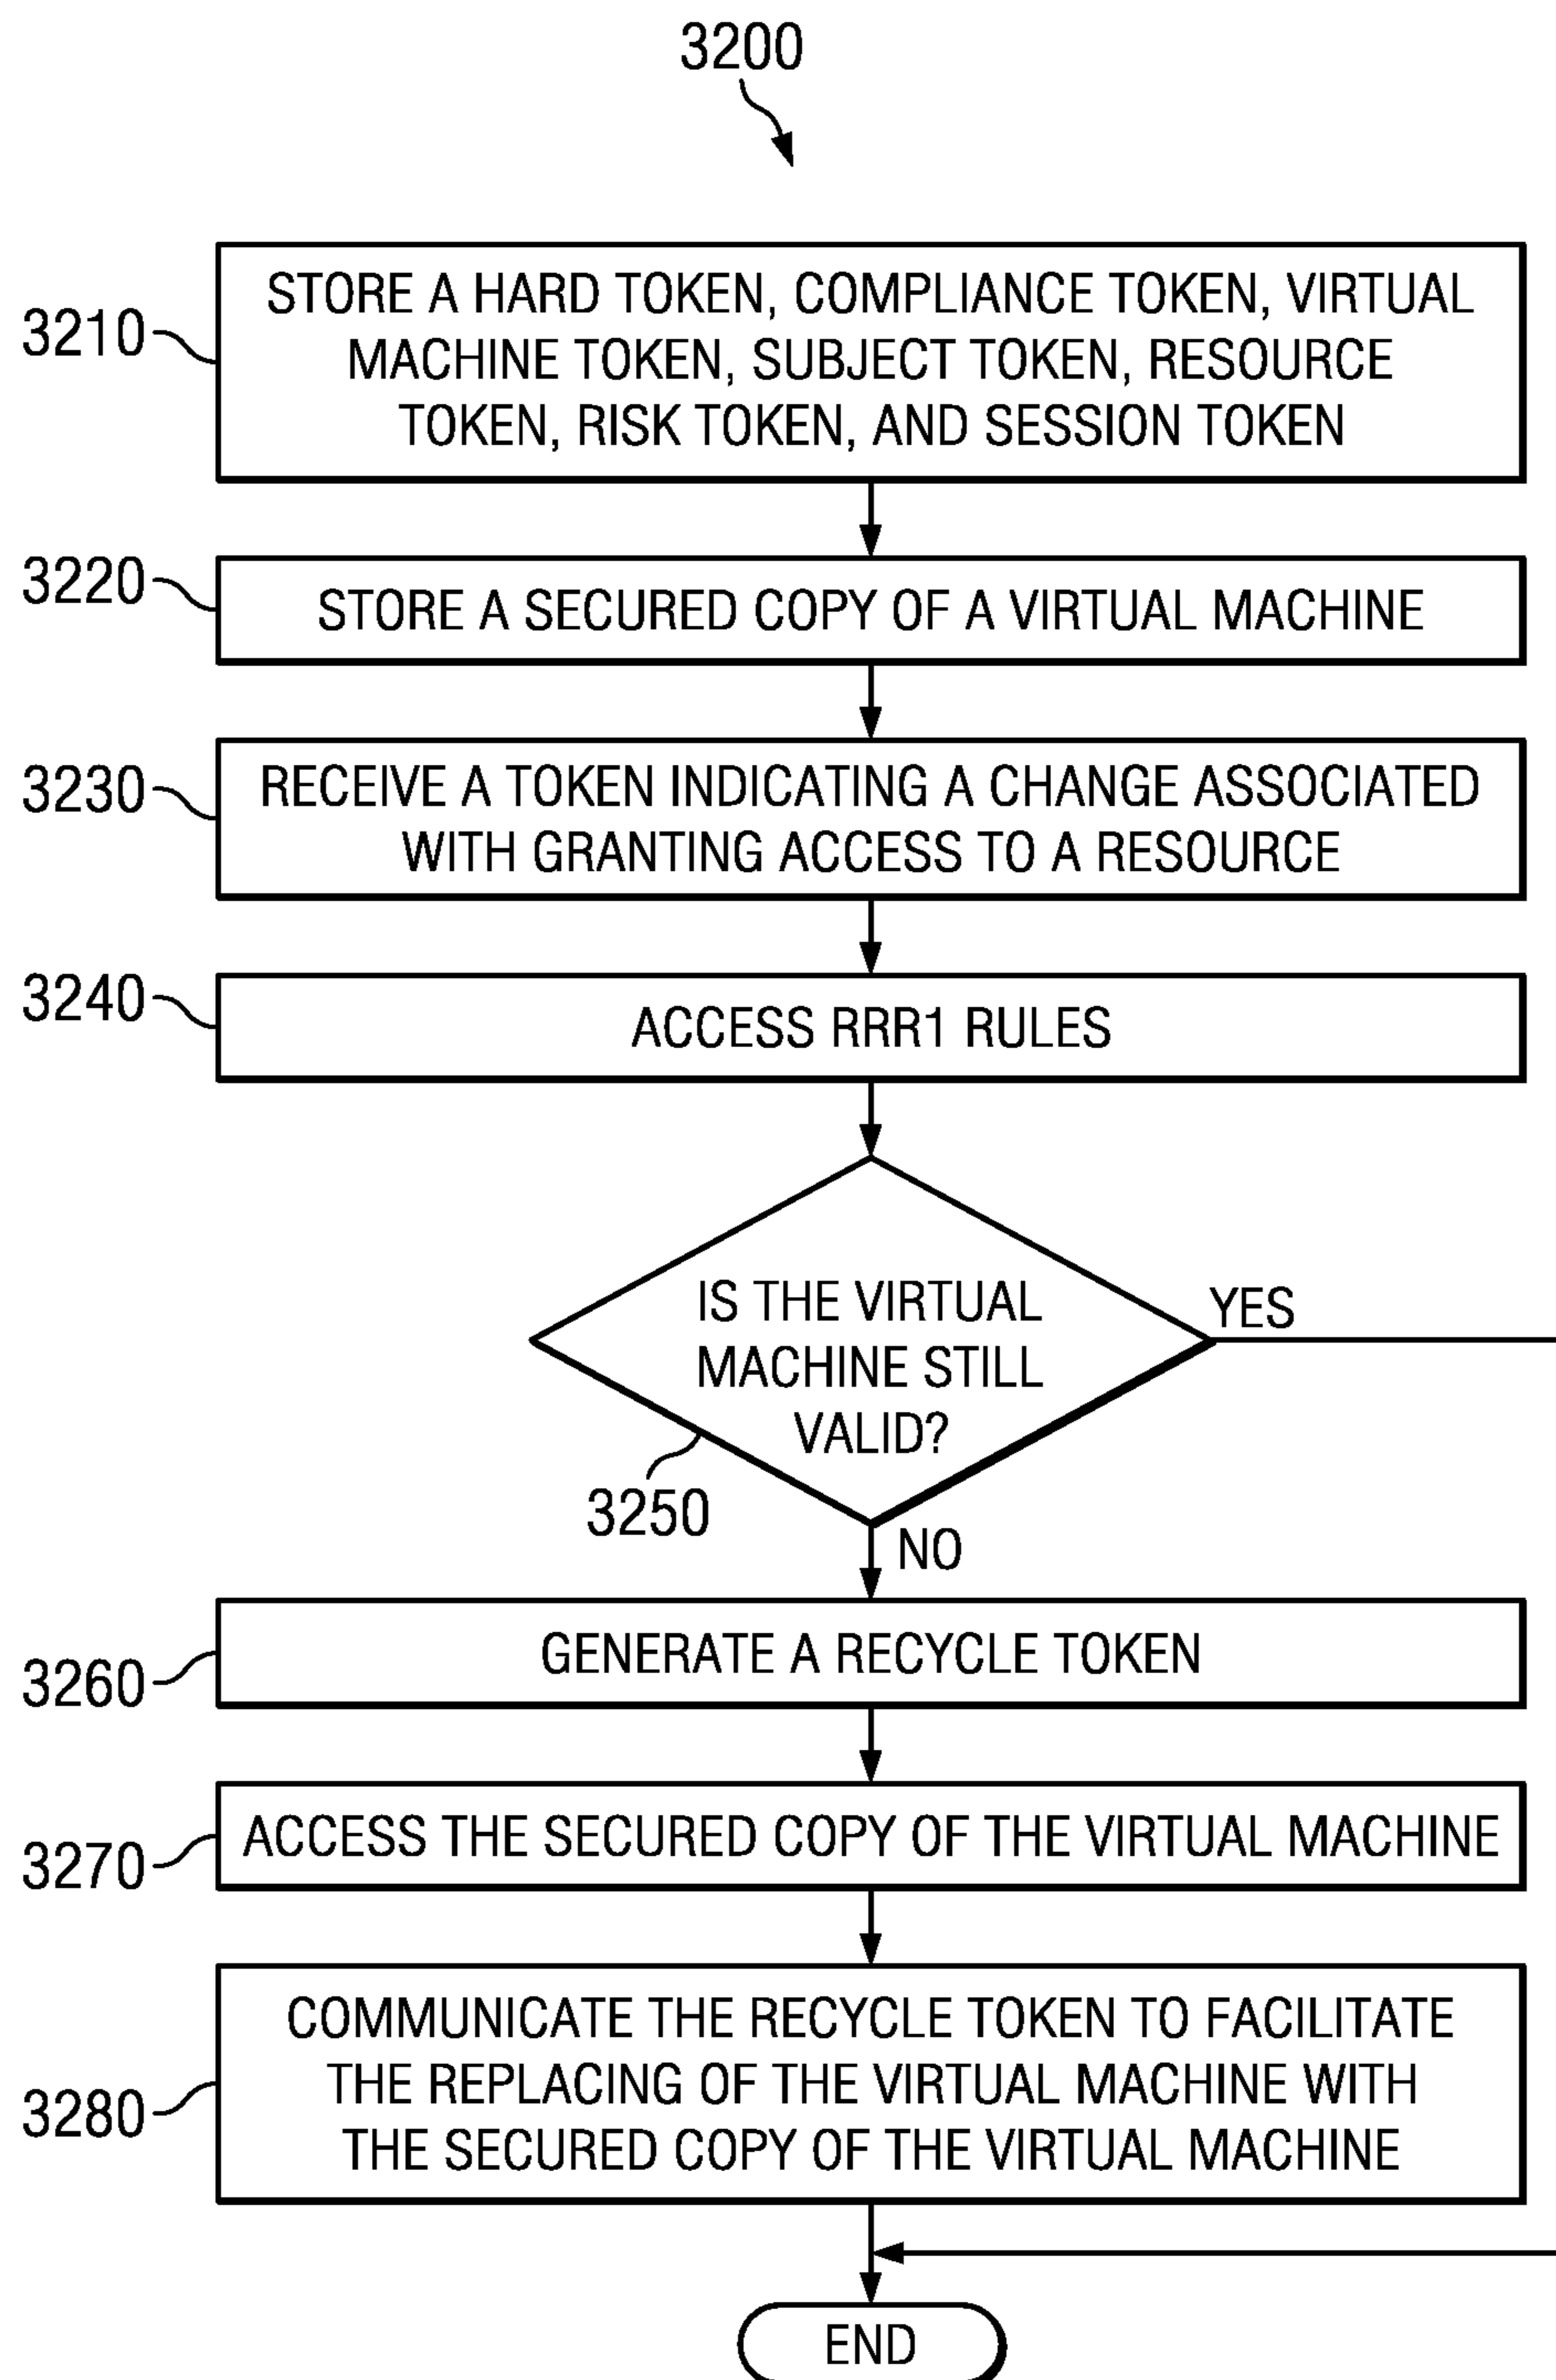 3200
3210
STORE A HARD TOKEN, COMPLIANCE TOKEN, VIRTUAL
MACHINE TOKEN, SUBJECT TOKEN, RESOURCE
TOKEN, RISK TOKEN, AND SESSION TOKEN
3220
STORE A SECURED COPY OF A VIRTUAL MACHINE
3230
RECEIVE A TOKEN INDICATING A CHANGE ASSOCIATED
WITH GRANTING ACCESS TO A RESOURCE
3240
ACCESS RRR1 RULES
IS THE VIRTUAL
MACHINE STILL
VALID?
YES
3250
NO
3260
GENERATE A RECYCLE TOKEN
3270
ACCESS THE SECURED COPY OF THE VIRTUAL MACHINE
3280
COMMUNICATE THE RECYCLE TOKEN TO FACILITATE
THE REPLACING OF THE VIRTUAL MACHINE WITH
THE SECURED COPY OF THE VIRTUAL MACHINE
END